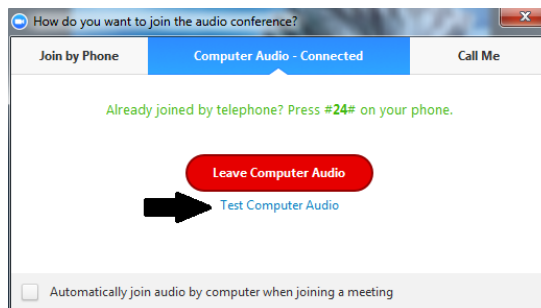 How do you want to join the audio conference?
Join by Phone Computer Audio - Connected Call Me
Already joined by telephone? Press #24# on your phone.
Leave Computer Audio
Test Computer Audio
Automatically join audio by computer when joining a meeting